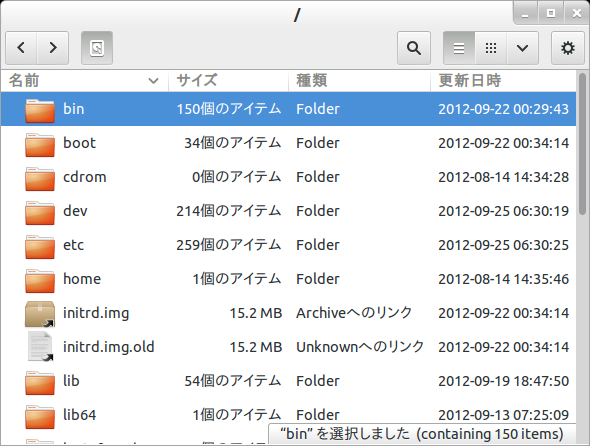 /
名前 サイズ 種類 更新日時
bin 150個のアイテム Folder 2012-09-22 00:29:43
boot 34個のアイテム Folder 2012-09-22 00:34:14
cdrom 0個のアイテム Folder 2012-08-14 14:34:28
dev 214個のアイテム Folder 2012-09-25 06:30:19
etc 259個のアイテム Folder 2012-09-25 06:30:25
home 1個のアイテム Folder 2012-08-14 14:35:46
initrd.img 15.2 MB Archiveへのリンク 2012-09-22 00:34:14
initrd.img.old 15.2 MB Unknownへのリンク 2012-09-22 00:34:14
lib 54個のアイテム Folder 2012-09-19 18:47:50
lib64 1個のアイテム Folder 2012-09-13 07:25:09
“bin” を選択しました (containing 150 items)